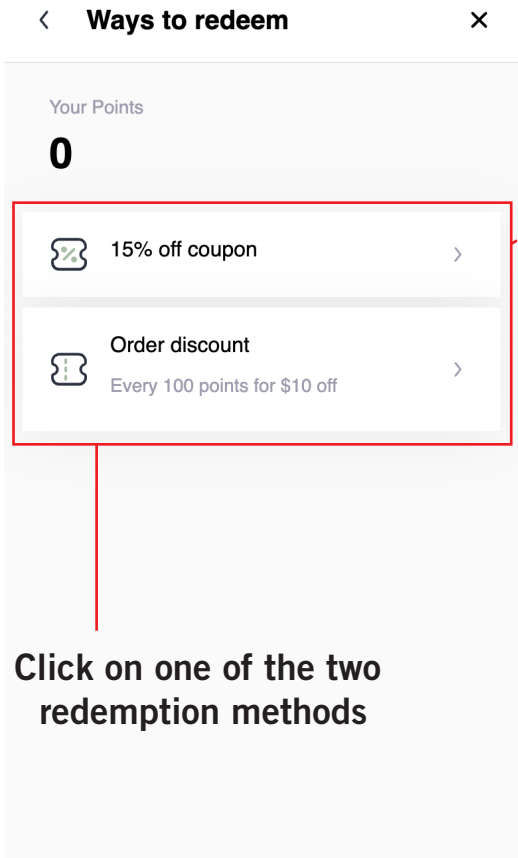 Ways to redeem
Your Points
0
15% off coupon
Order discount
Every 100 points for $10 off
Click on one of the two
redemption methods